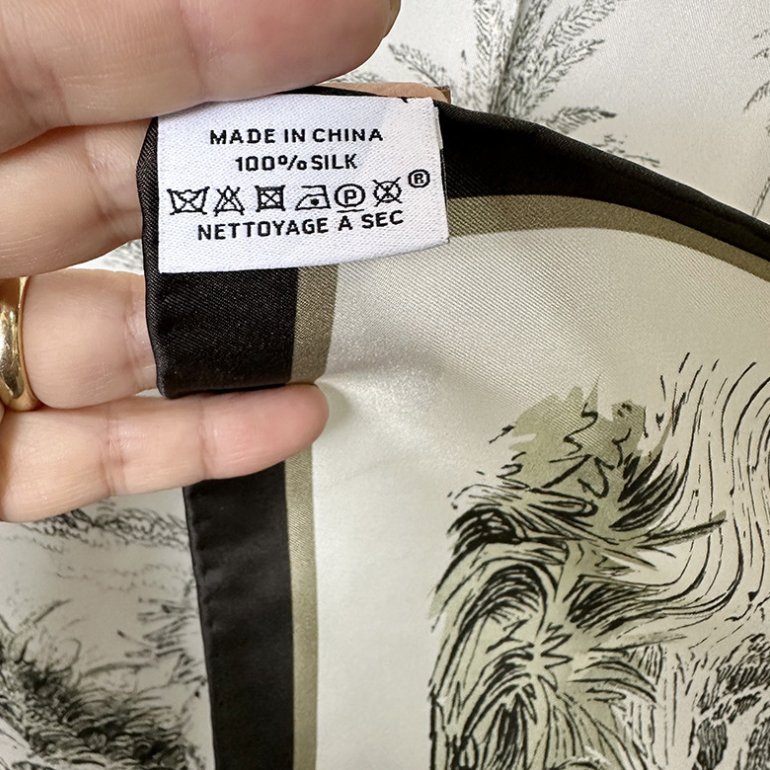 MADE IN CHINA
100% SILK
P ®
NETTOYAGE A SEC